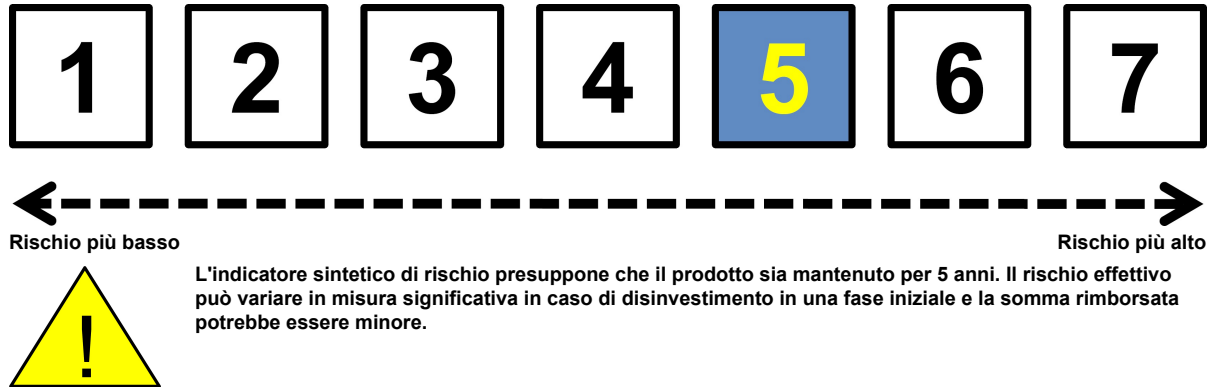 1 2 3 4 5 6 7
Rischio più basso Rischio più alto
L'indicatore sintetico di rischio presuppone che il prodotto sia mantenuto per 5 anni. Il rischio effettivo
può variare in misura significativa in caso di disinvestimento in una fase iniziale e la somma rimborsata
potrebbe essere minore.
!